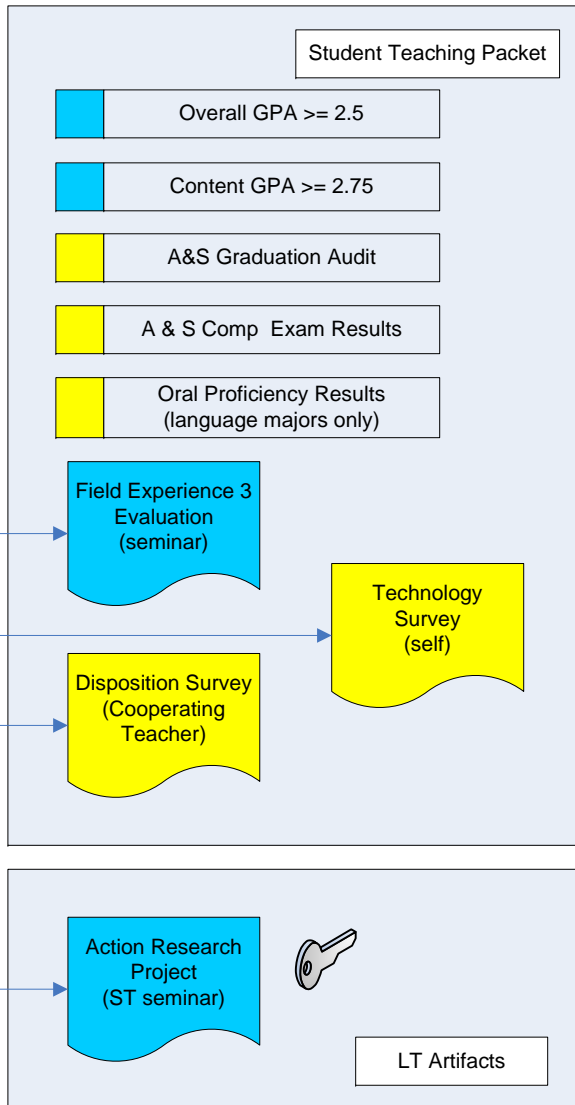 Student Teaching Packet
Overall GPA >= 2.5
Content GPA >= 2.75
A&S Graduation Audit
A & S Comp  Exam Results
Oral Proficiency Results
(language majors only)
Field Experience 3
Evaluation
(seminar)
Technology
Survey
(self)
Disposition Survey
(Cooperating
Teacher)
Action Research
Project
(ST seminar)
LT Artifacts